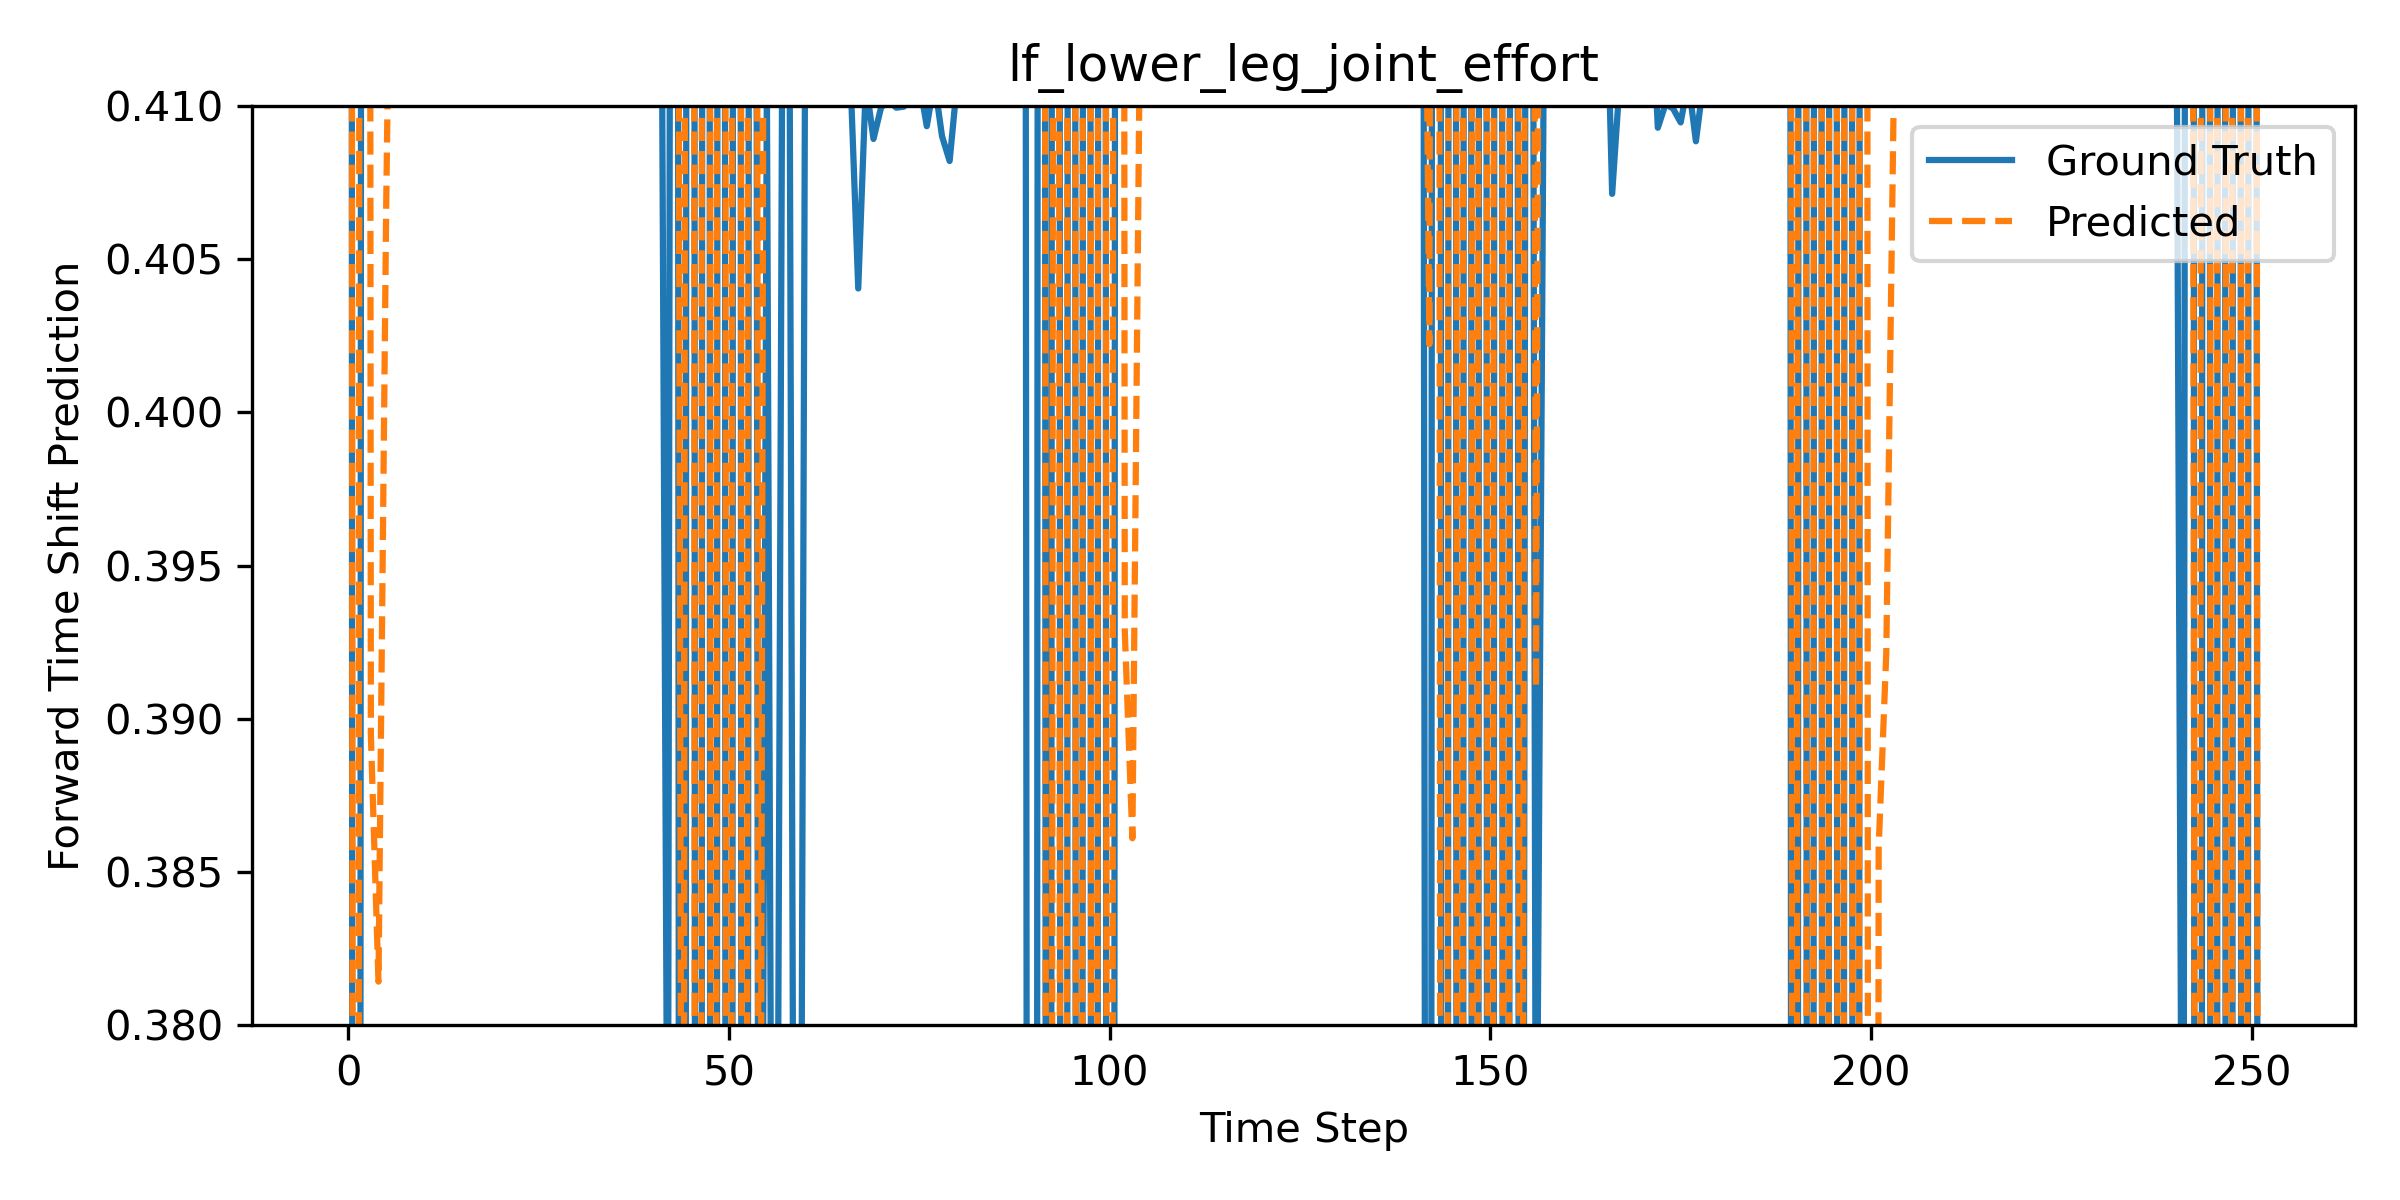 lf_lower_leg_joint_effort
Forward Time Shift Prediction
0.410
0.405
0.400
0.395
0.390
0.385
0.380
Ground Truth
Predicted
0 50 100 150 200 250
Time Step